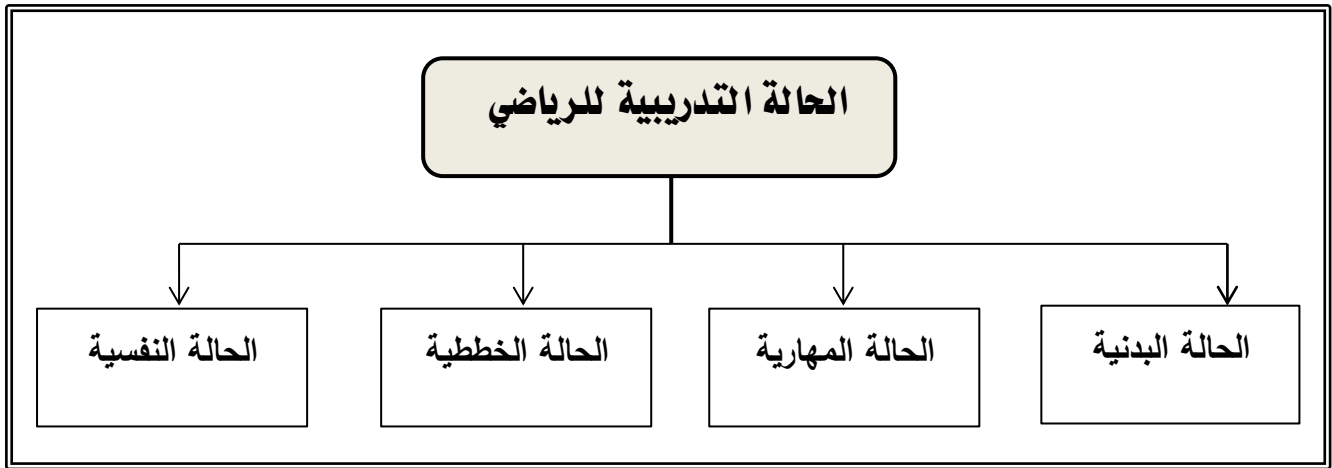 الحالة التدريبية للرياضي
الحالة البدنية
الحالة المهارية
الحالة الخططية
الحالة النفسية